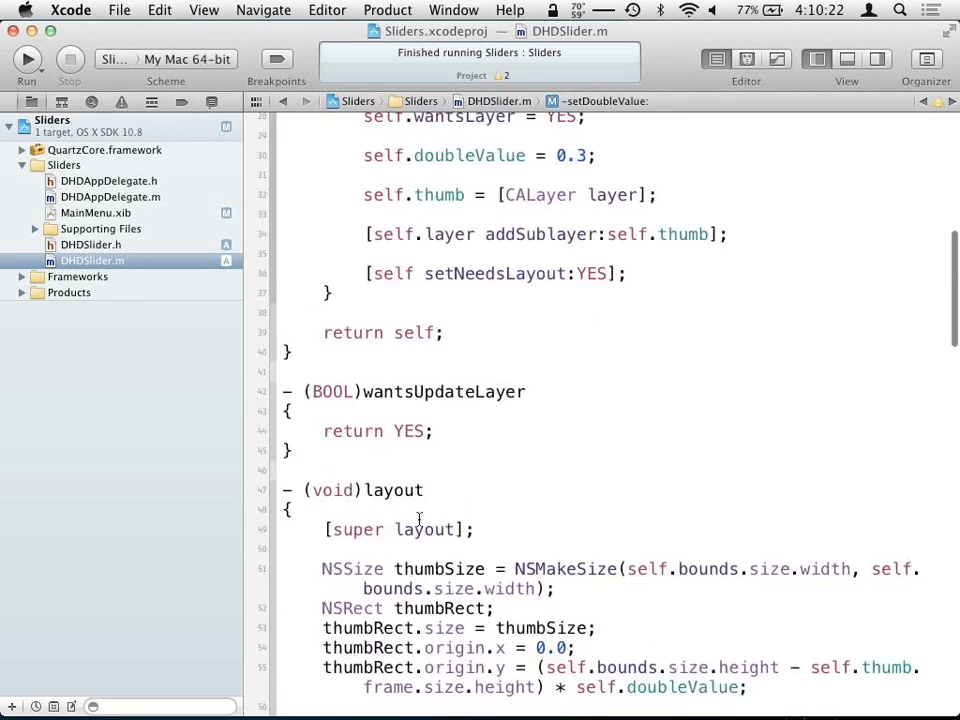 Xcode File Edit View Navigate Editor Product Window Help 70° 59° 77% 4:10:22
Sliders.xcodeproj — DHDSlider.m
Sli... My Mac 64-bit
Finished running Sliders : Sliders
Project 2
Run Stop Scheme Breakpoints Editor View Organizer
Sliders Sliders DHDSlider.m -setDoubleValue:
Sliders M
1 target, OS X SDK 10.8
QuartzCore.framework
Sliders
DHDAppDelegate.h
DHDAppDelegate.m
MainMenu.xib M
Supporting Files
DHDSlider.h A
DHDSlider.m A
Frameworks
Products
28 self.wantsLayer = YES;
29
30 self.doubleValue = 0.3;
31
32 self.thumb = [CALayer layer];
33
34 [self.layer addSublayer:self.thumb];
35
36 [self setNeedsLayout:YES];
37 }
38
39 return self;
40 }
41
42 - (BOOL)wantsUpdateLayer
43 {
44 return YES;
45 }
46
47 - (void)layout
48 {
49 [super layout];
50
51 NSSize thumbSize = NSMakeSize(self.bounds.size.width, self.
bounds.size.width);
52 NSRect thumbRect;
53 thumbRect.size = thumbSize;
54 thumbRect.origin.x = 0.0;
55 thumbRect.origin.y = (self.bounds.size.height - self.thumb.
frame.size.height) * self.doubleValue;
56